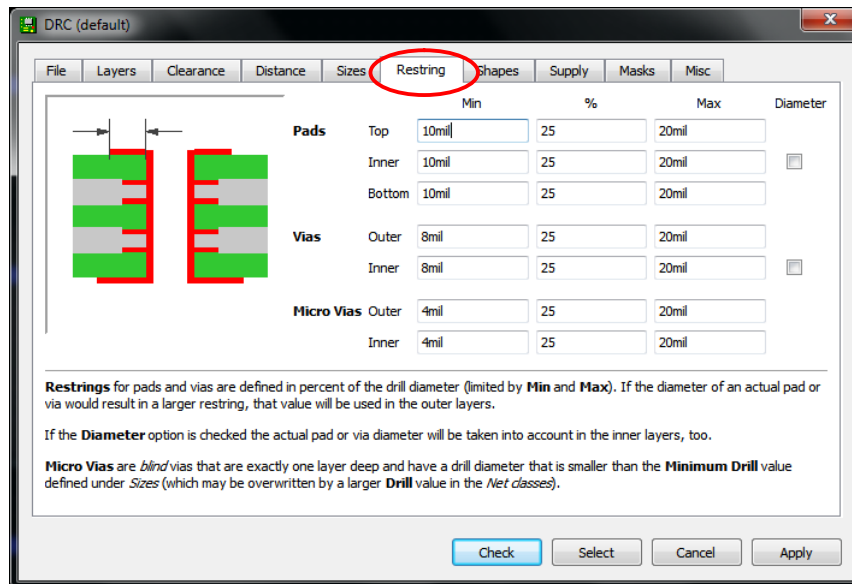 DRC (default)
File Layers Clearance Distance Sizes Restring Shapes Supply Masks Misc
Min % Max Diameter
Pads Top 10mil 25 20mil
Inner 10mil 25 20mil
Bottom 10mil 25 20mil
Vias Outer 8mil 25 20mil
Inner 8mil 25 20mil
Micro Vias Outer 4mil 25 20mil
Inner 4mil 25 20mil
Restrings for pads and vias are defined in percent of the drill diameter (limited by Min and Max). If the diameter of an actual pad or
via would result in a larger restring, that value will be used in the outer layers.
If the Diameter option is checked the actual pad or via diameter will be taken into account in the inner layers, too.
Micro Vias are blind vias that are exactly one layer deep and have a drill diameter that is smaller than the Minimum Drill value
defined under Sizes (which may be overwritten by a larger Drill value in the Net classes).
Check Select Cancel Apply